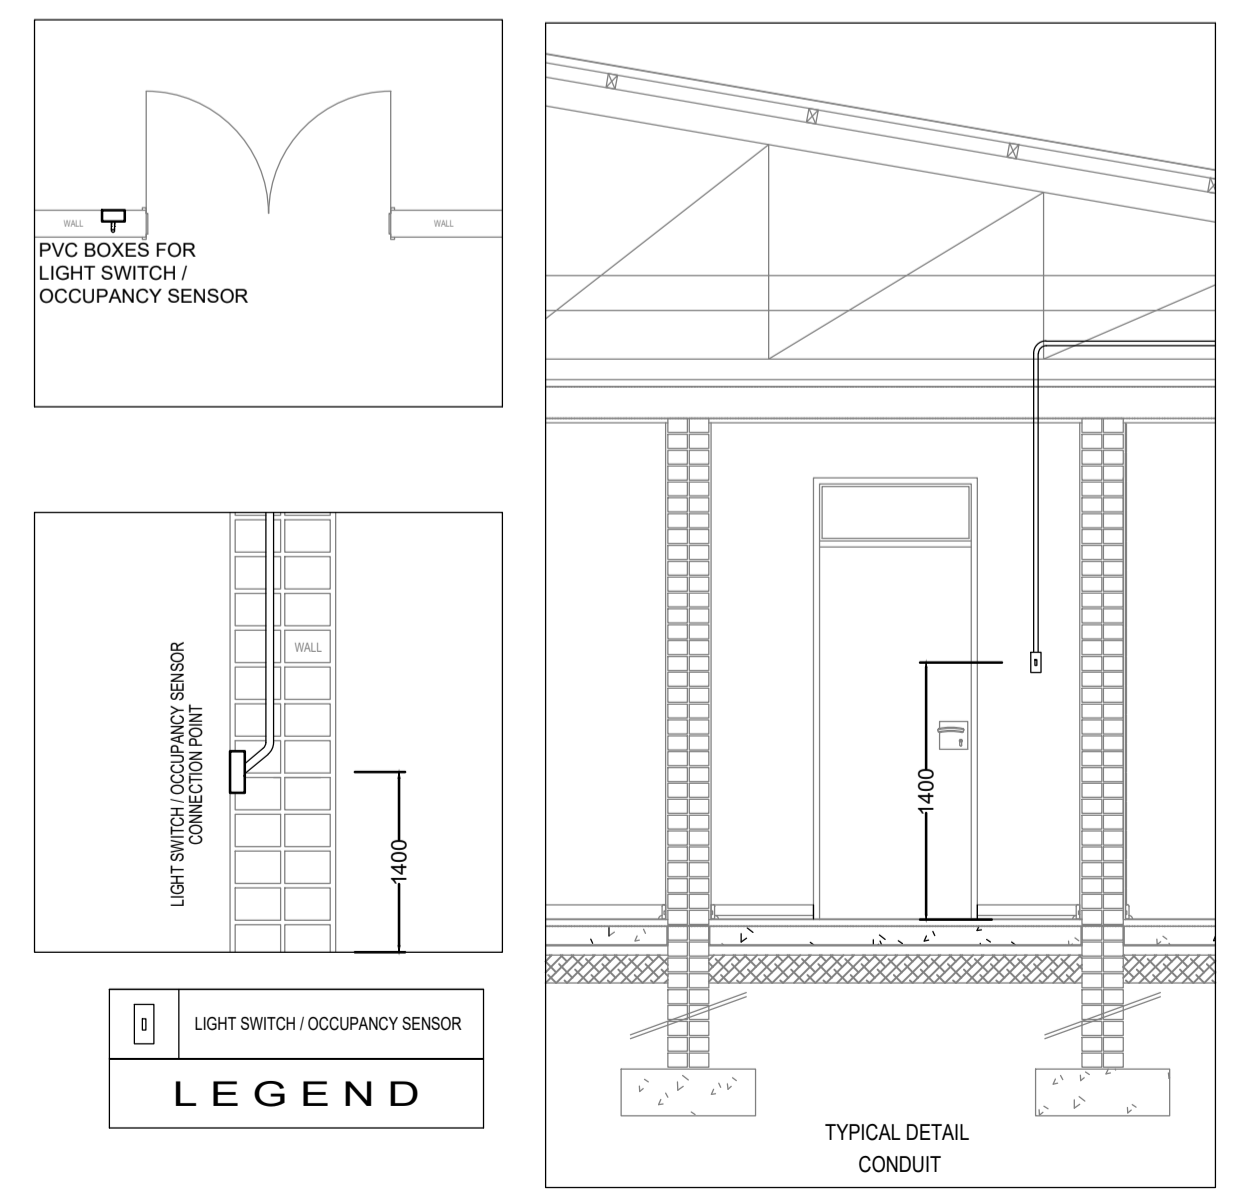 WALL
WALL
PVC BOXES FOR
LIGHT SWITCH /
OCCUPANCY SENSOR
WALL
LIGHT SWITCH / OCCUPANCY SENSOR
CONNECTION POINT
1400
LIGHT SWITCH / OCCUPANCY SENSOR
LEGEND
1400
TYPICAL DETAIL
CONDUIT